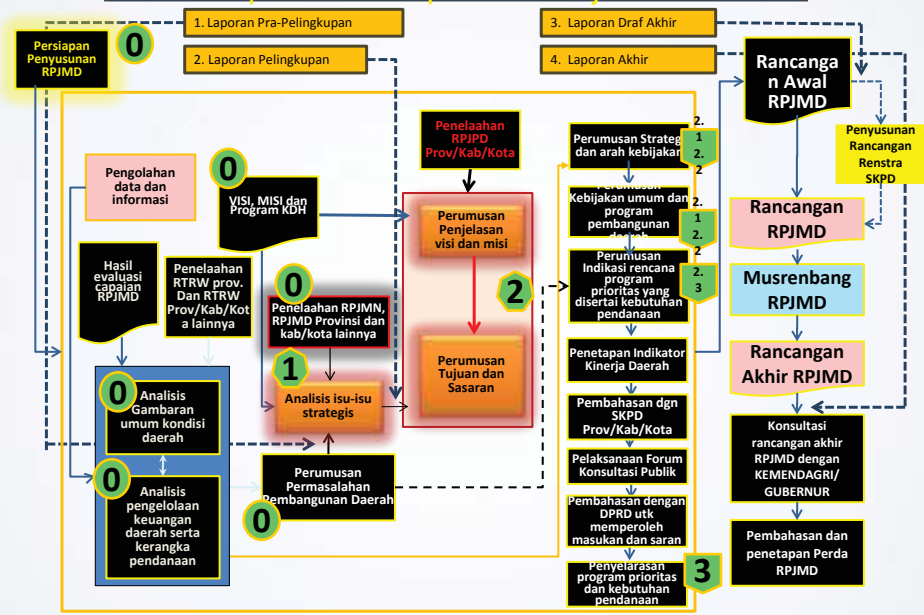 1. Laporan Pra-Pelingkupan
2. Laporan Pelingkupan
3. Laporan Draf Akhir
4. Laporan Akhir
Persiapan
Penyusunan
RPJMD
0
Pengolahan
data dan
informasi
0
VISI, MISI dan
Program KDH
Hasil
evaluasi
capaian
RPJMD
Penelaahan
RTRW prov.
Dan RTRW
Prov/Kab/Kot
a lainnya
0
Penelaahan RPJMN,
RPJMD Provinsi dan
kab/kota lainnya
1
Analisis isu-isu
strategis
0
Analisis
Gambaran
umum kondisi
daerah
0
Analisis
pengelolaan
keuangan
daerah serta
kerangka
pendanaan
Perumusan
Permasalahan
Pembangunan Daerah
0
Penelaahan
RPJPD
Prov/Kab/Kota
Perumusan
Penjelasan
visi dan misi
2
Perumusan
Tujuan dan
Sasaran
Perumusan Strategi
dan arah kebijakan
2.
1
2.
2
Perumusan
Kebijakan umum dan
program
pembangunan
daerah
2.
1
2.
2
Perumusan
Indikasi rencana
program
prioritas yang
disertai kebutuhan
pendanaan
2.
3
Penetapan Indikator
Kinerja Daerah
Pembahasan dgn
SKPD
Prov/Kab/Kota
Pelaksanaan Forum
Konsultasi Publik
Pembahasan dengan
DPRD utk
memperoleh
masukan dan saran
Penyelarasan
program prioritas
dan kebutuhan
pendanaan
3
Rancanga
n Awal
RPJMD
Penyusunan
Rancangan
Renstra
SKPD
Rancangan
RPJMD
Musrenbang
RPJMD
Rancangan
Akhir RPJMD
Konsultasi
rancangan akhir
RPJMD dengan
KEMENDAGRI/
GUBERNUR
Pembahasan dan
penetapan Perda
RPJMD